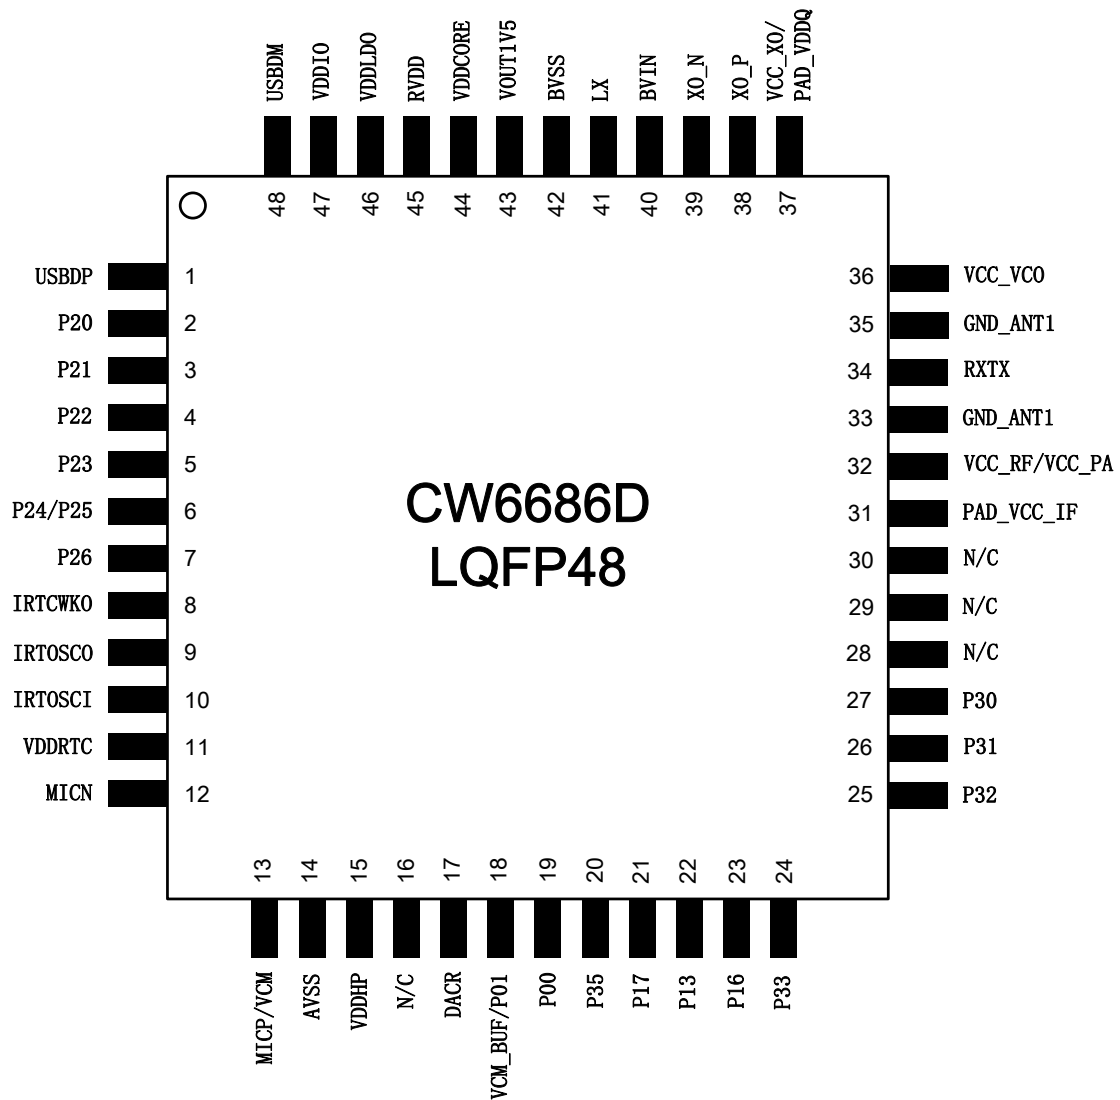 USBDM
VDDIO
VDDLDO
RVDD
VDDCORE
VOUT1V5
BVSS
LX
BVIN
XO_N
XO_P
VCC_XO/
PAD_VDDQ
48
47
46
45
44
43
42
41
40
39
38
37
USBDP 1
P20 2
P21 3
P22 4
P23 5
P24/P25 6
P26 7
IRTCWKO 8
IRTOSCO 9
IRTOSCI 10
VDDRTC 11
MICN 12
CW6686D
LQFP48
36 VCC_VCO
35 GND_ANT1
34 RXTX
33 GND_ANT1
32 VCC_RF/VCC_PA
31 PAD_VCC_IF
30 N/C
29 N/C
28 N/C
27 P30
26 P31
25 P32
13
14
15
16
17
18
19
20
21
22
23
24
MICP/VCM
AVSS
VDDHP
N/C
DACR
VCM_BUF/P01
P00
P35
P17
P13
P16
P33